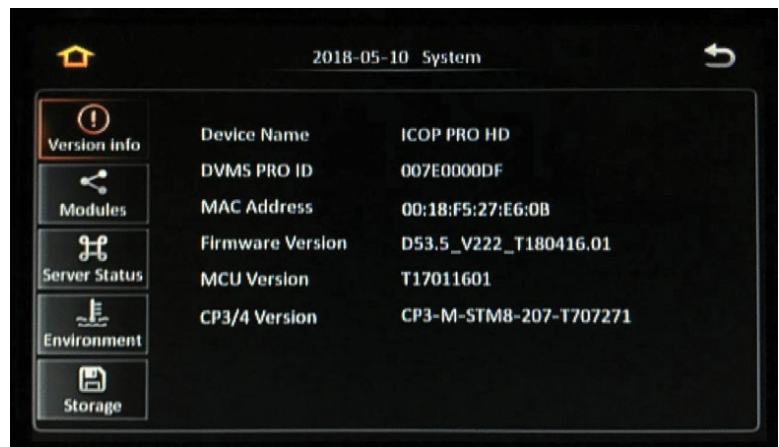 2018-05-10 System
Version info
Modules
Server Status
Environment
Storage
Device Name ICOP PRO HD
DVMS PRO ID 007E0000DF
MAC Address 00:18:F5:27:E6:0B
Firmware Version D53.5_V222_T180416.01
MCU Version T17011601
CP3/4 Version CP3-M-STM8-207-T707271